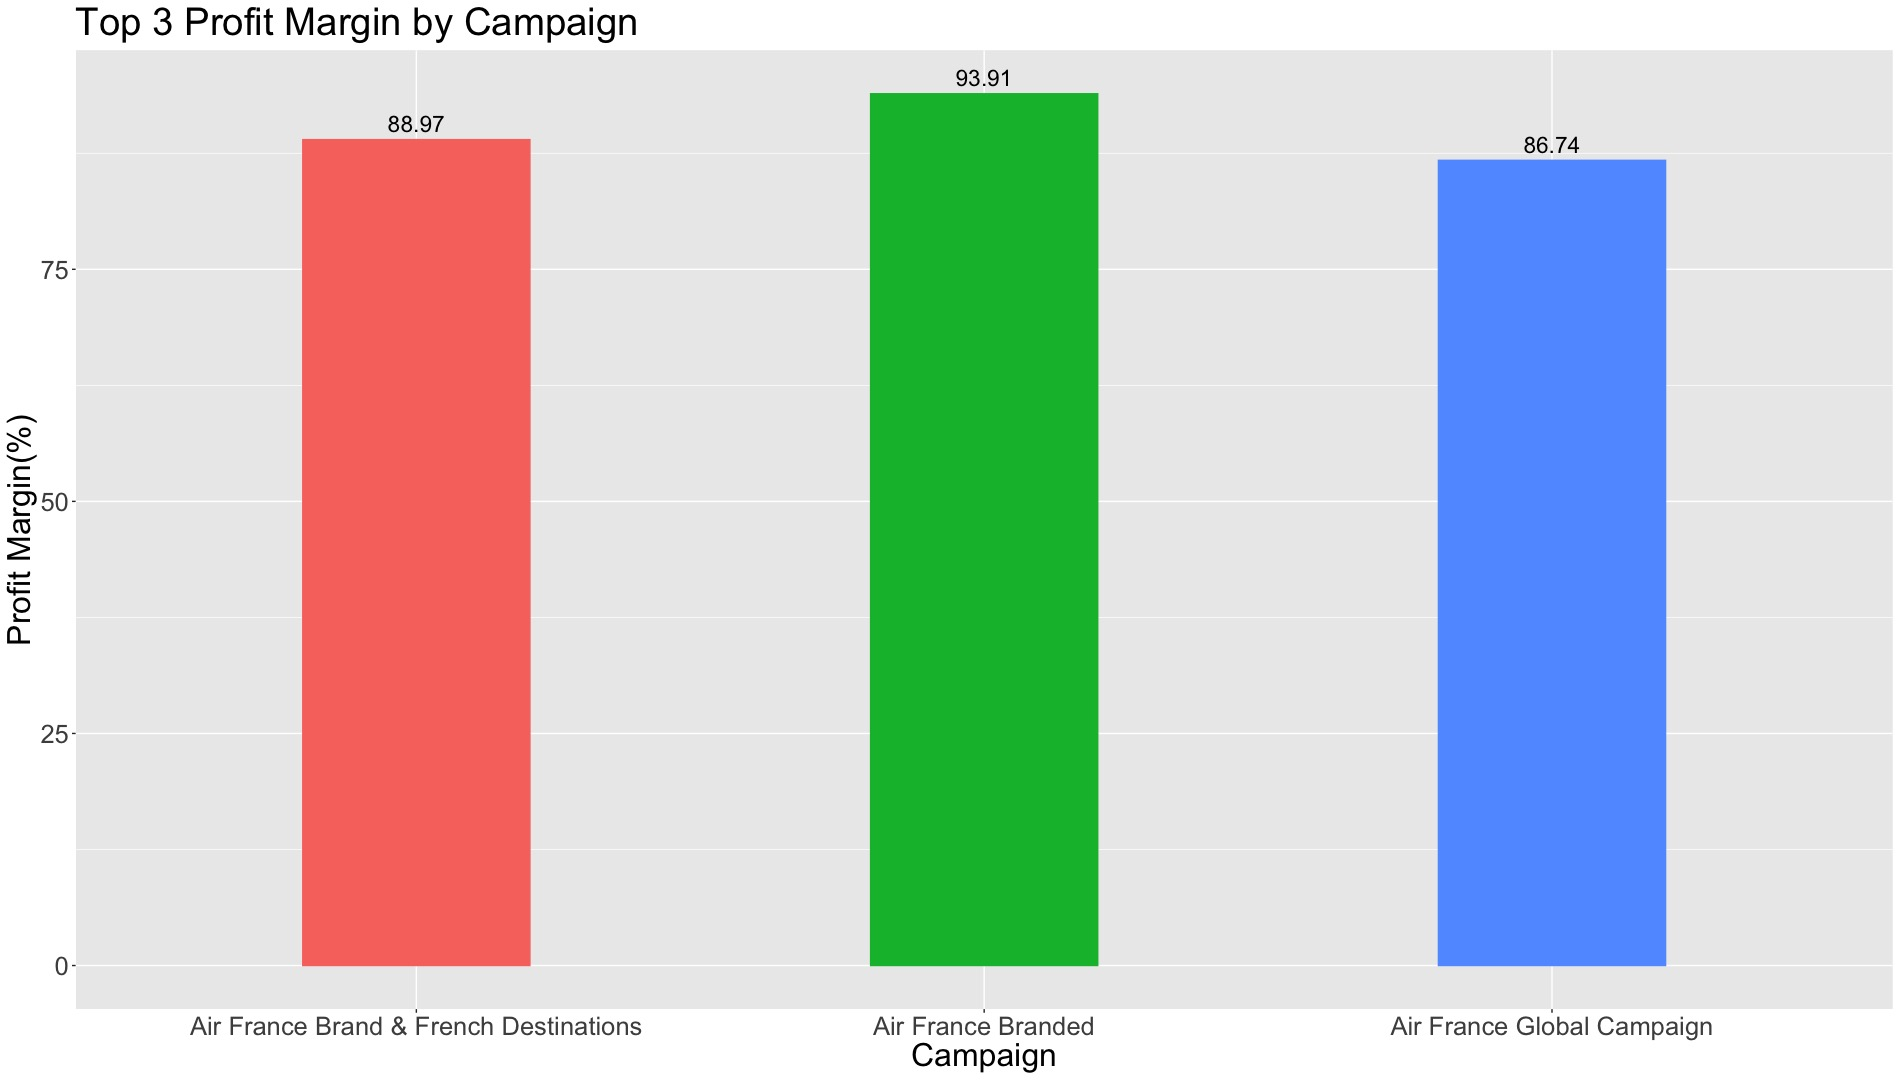 Top 3 Profit Margin by Campaign
93.91
88.97
86.74
75
50
25
0
Profit Margin(%)
Air France Brand & French Destinations
Air France Branded
Air France Global Campaign
Campaign